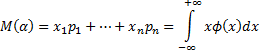 M(α) = x₁p₁ + ⋯ + xₙpₙ = ∫₋∞⁺∞ xϕ(x)dx